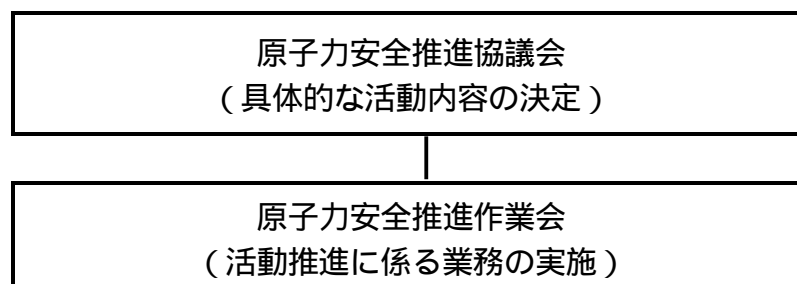 原子力安全推進協議会
(具体的な活動内容の決定)
原子力安全推進作業会
(活動推進に係る業務の実施)